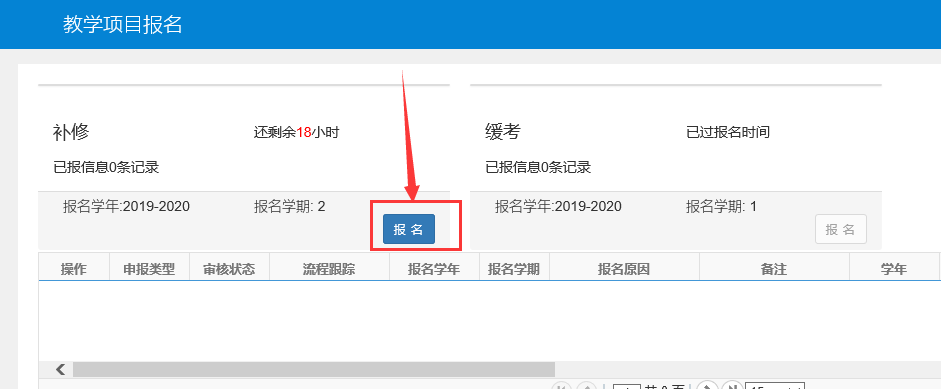 教学项目报名
补修 还剩余18小时
已报信息0条记录
报名学年:2019-2020 报名学期: 2
报 名
缓考 已过报名时间
已报信息0条记录
报名学年:2019-2020 报名学期: 1
报 名
操作 申报类型 审核状态 流程跟踪 报名学年 报名学期 报名原因 备注 学年